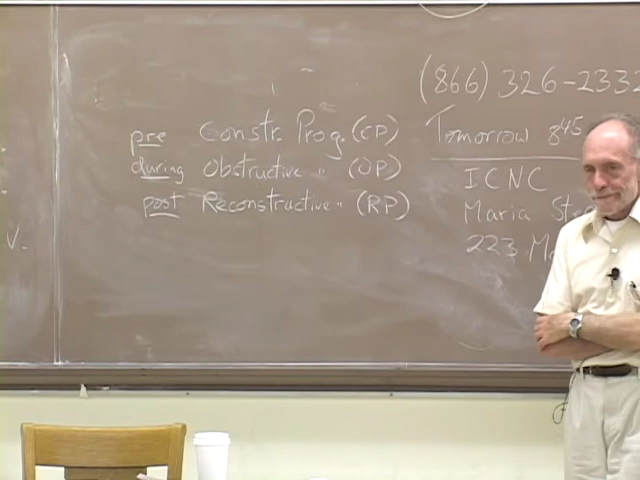 pre Constr. Prog. (CP)
during Obstructive " (OP)
post Reconstructive " (RP)
(866) 326-2332
Tomorrow 8 45
ICNC
Maria
223
V.